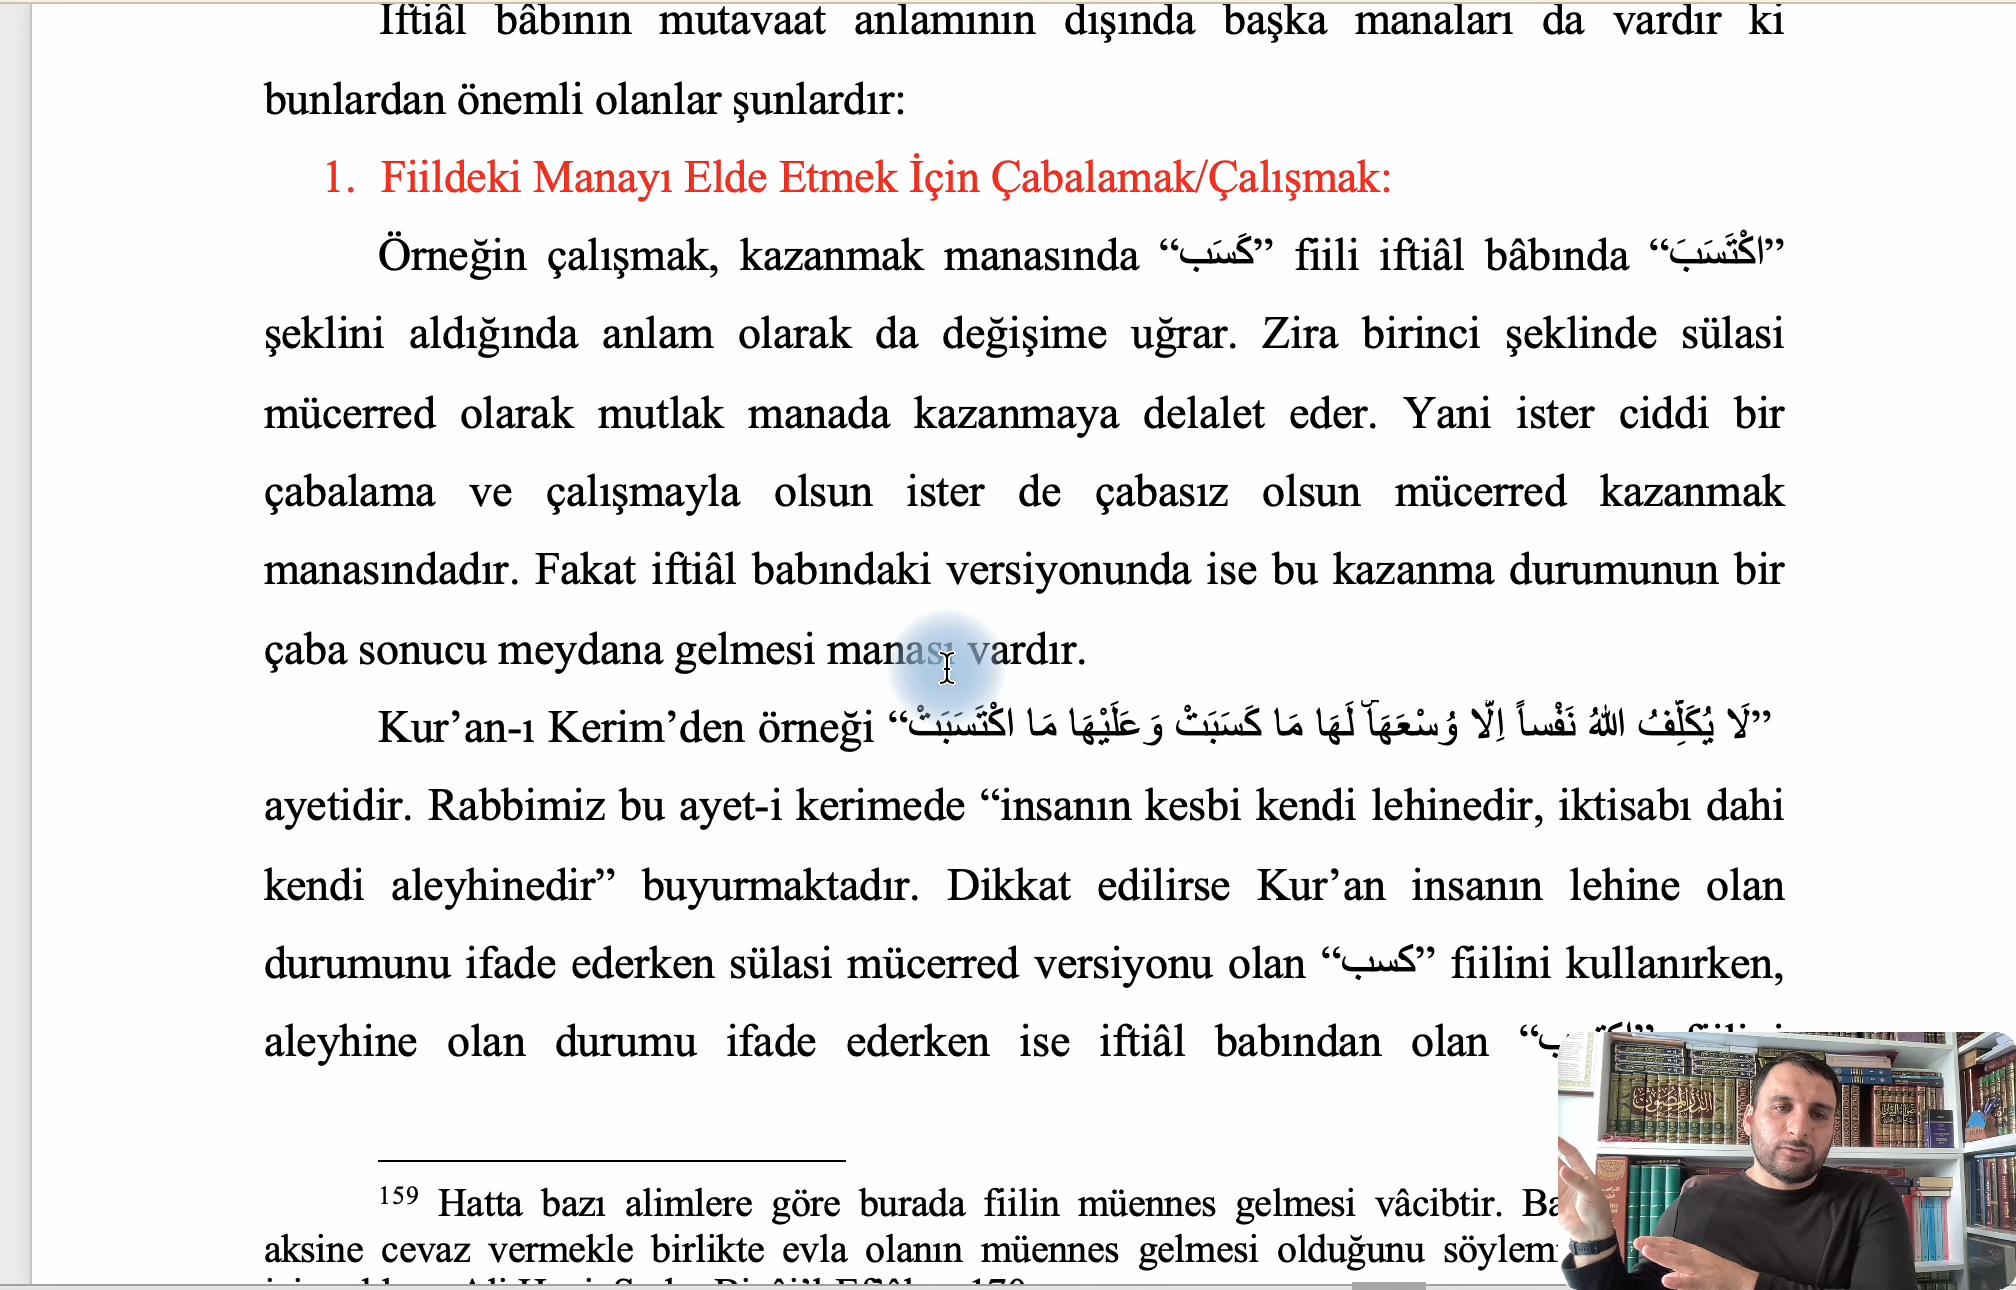 İftiâl bâbının mutavaat anlamının dışında başka manaları da vardır ki
bunlardan önemli olanlar şunlardır:
1. Fiildeki Manayı Elde Etmek İçin Çabalamak/Çalışmak:
Örneğin çalışmak, kazanmak manasında “كَسَب” fiili iftiâl bâbında “اكْتَسَبَ”
şeklini aldığında anlam olarak da değişime uğrar. Zira birinci şeklinde sülasi
mücerred olarak mutlak manada kazanmaya delalet eder. Yani ister ciddi bir
çabalama ve çalışmayla olsun ister de çabasız olsun mücerred kazanmak
manasındadır. Fakat iftiâl babındaki versiyonunda ise bu kazanma durumunun bir
çaba sonucu meydana gelmesi manası vardır.
Kur’an-ı Kerim’den örneği “لَا يُكَلِّفُ اللهُ نَفْساً اِلَّا وُسْعَهَاۜ لَهَا مَا كَسَبَتْ وَ عَلَيْهَا مَا اكْتَسَبَتْ”
ayetidir. Rabbimiz bu ayet-i kerimede “insanın kesbi kendi lehinedir, iktisabı dahi
kendi aleyhinedir” buyurmaktadır. Dikkat edilirse Kur’an insanın lehine olan
durumunu ifade ederken sülasi mücerred versiyonu olan “كسب” fiilini kullanırken,
aleyhine olan durumu ifade ederken ise iftiâl babından olan
159 Hatta bazı alimlere göre burada fiilin müennes gelmesi vâcibtir.
aksine cevaz vermekle birlikte evla olanın müennes gelmesi olduğunu